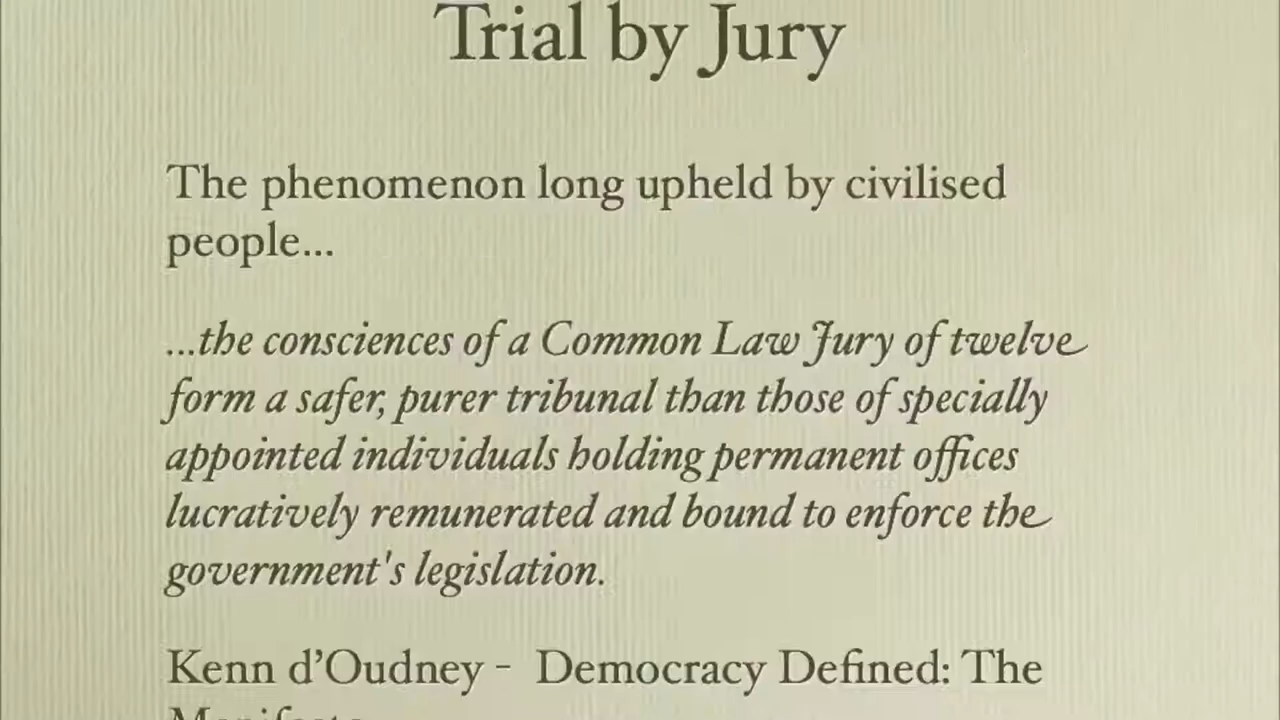 Trial by Jury
The phenomenon long upheld by civilised
people...
...the consciences of a Common Law Jury of twelve
form a safer, purer tribunal than those of specially
appointed individuals holding permanent offices
lucratively remunerated and bound to enforce the
government's legislation.
Kenn d’Oudney - Democracy Defined: The